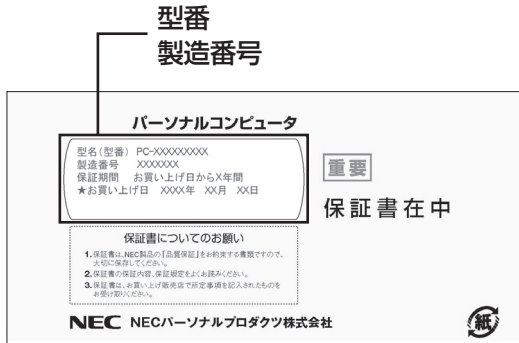 型番
製造番号
パーソナルコンピュータ
型名(型番) PC-XXXXXXXXX
製造番号 XXXXXXX
保証期間 お買い上げ日からX年間
★お買い上げ日 XXXX年 XX月 XX日
重要
保証書在中
保証書についてのお願い
1.保証書は、NEC製品の『品質保証』をお約束する書類ですので、
大切に保存してください。
2.保証書の保証内容、保証規定をよくお読みください。
3.保証書は、お買い上げ販売店で所定事項を記入されたものを
お受け取りください。
NEC NECパーソナルプロダクツ株式会社
紙